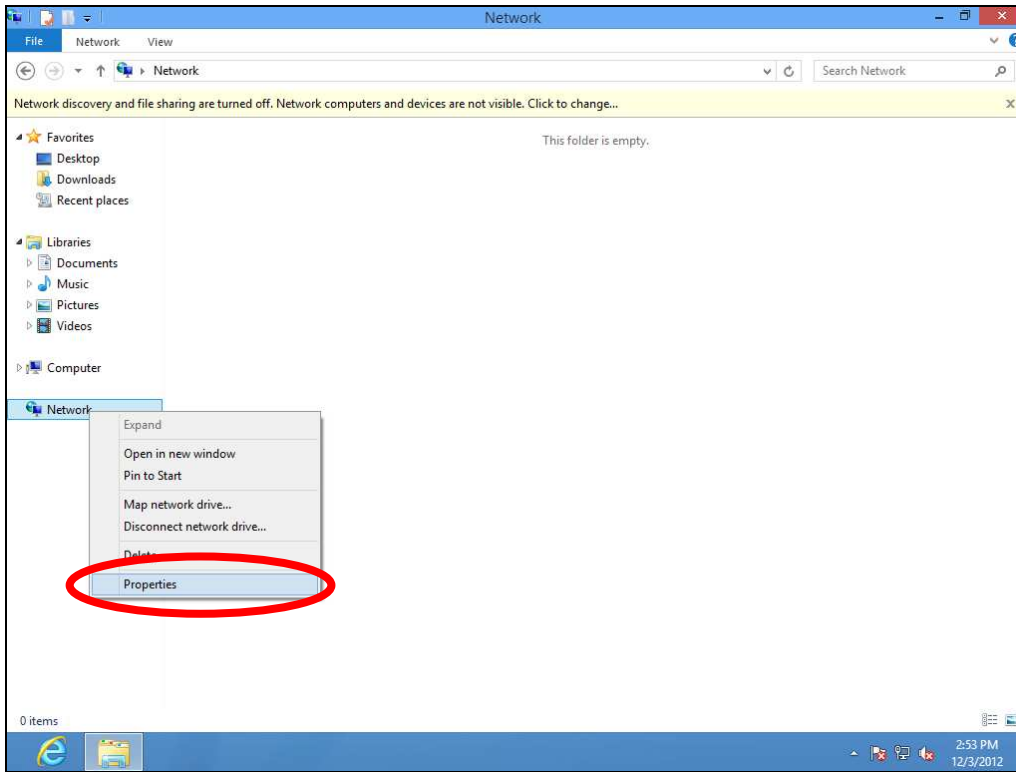 Network
File Network View
Network
Search Network
Network discovery and file sharing are turned off. Network computers and devices are not visible. Click to change...
Favorites
This folder is empty.
Desktop
Downloads
Recent places
Libraries
Documents
Music
Pictures
Videos
Computer
Network
Expand
Open in new window
Pin to Start
Map network drive...
Disconnect network drive...
Delete
Properties
0 items
2:53 PM
12/3/2012